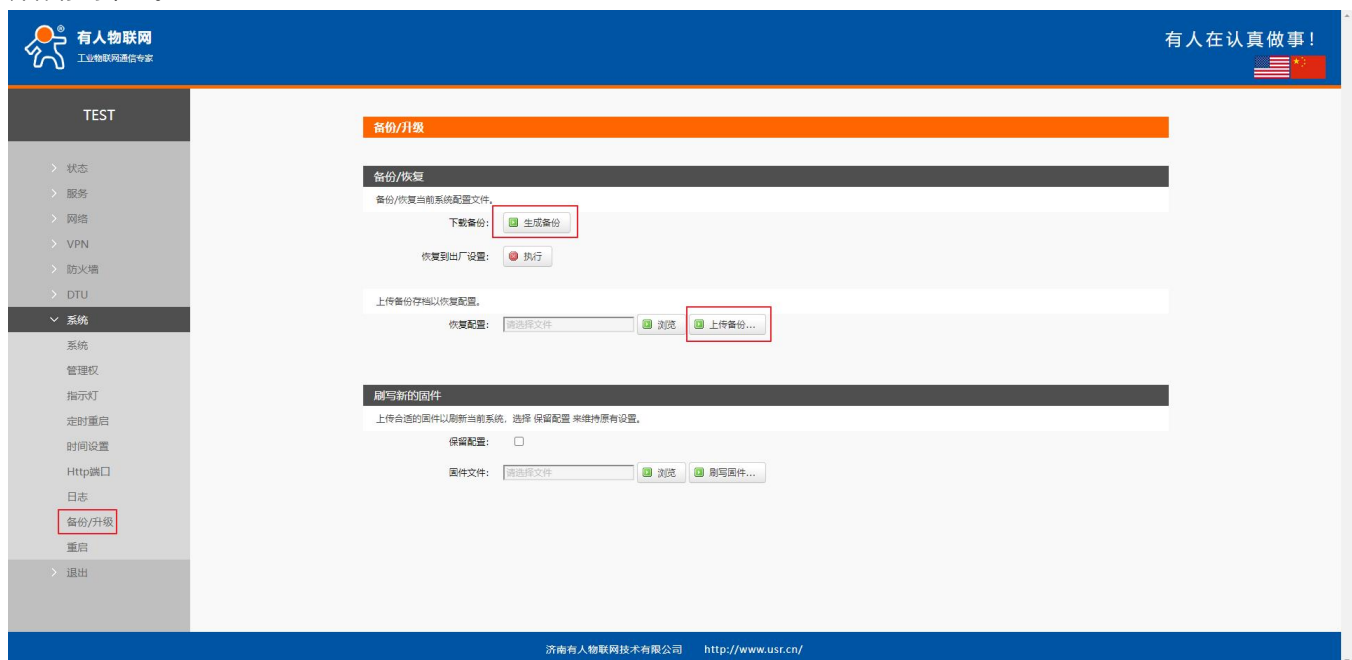 有人物联网
工业物联网通信专家
有人在认真做事！
TEST
状态
服务
网络
VPN
防火墙
DTU
系统
系统
管理权
指示灯
定时重启
时间设置
Http端口
日志
备份/升级
重启
退出
备份/升级
备份/恢复
备份/恢复当前系统配置文件。
下载备份: 生成备份
恢复到出厂设置: 执行
上传备份存档以恢复配置。
恢复配置: 请选择文件 浏览 上传备份...
刷写新的固件
上传合适的固件以刷新当前系统，选择 保留配置 来维持原有设置。
保留配置:
固件文件: 请选择文件 浏览 刷写固件...
济南有人物联网技术有限公司 http://www.usr.cn/